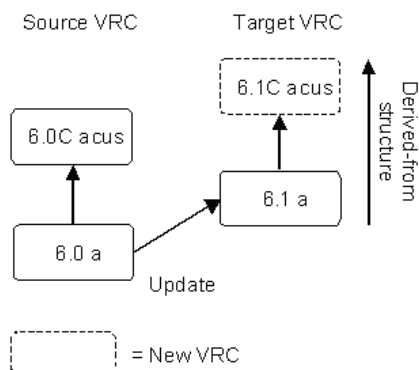 Source VRC
Target VRC
6.1C acus
6.0C acus
Derived-from
structure
6.1 a
6.0 a
Update
= New VRC